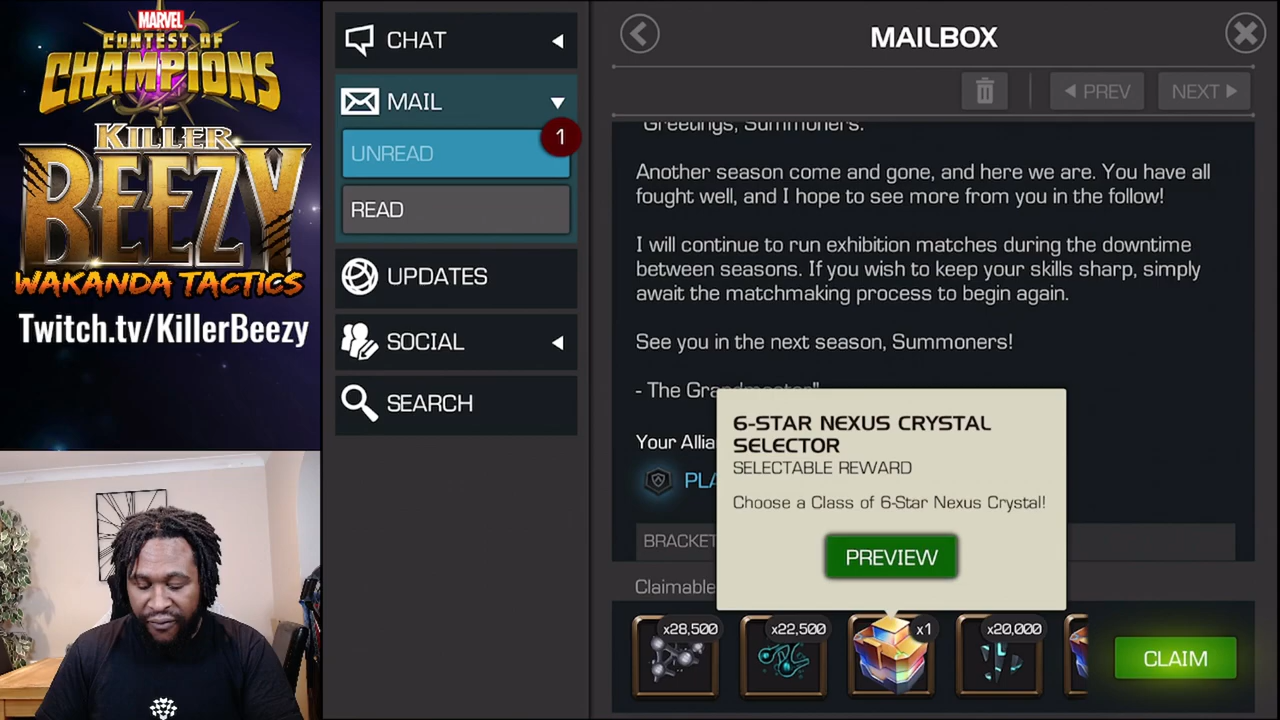 MARVEL
CONTEST OF
CHAMPIONS
KILLER
BEEZY
WAKANDA TACTICS
Twitch.tv/KillerBeezy
CHAT
MAIL
1
UNREAD
READ
UPDATES
SOCIAL
SEARCH
MAILBOX
PREV
NEXT
"Greetings, Summoners.
Another season come and gone, and here we are. You have all
fought well, and I hope to see more from you in the follow!
I will continue to run exhibition matches during the downtime
between seasons. If you wish to keep your skills sharp, simply
await the matchmaking process to begin again.
See you in the next season, Summoners!
- The Grandmaster"
Your Allia
PLA
BRACKET
6-STAR NEXUS CRYSTAL
SELECTOR
SELECTABLE REWARD
Choose a Class of 6-Star Nexus Crystal!
PREVIEW
Claimable
x28,500
x22,500
x1
x20,000
CLAIM